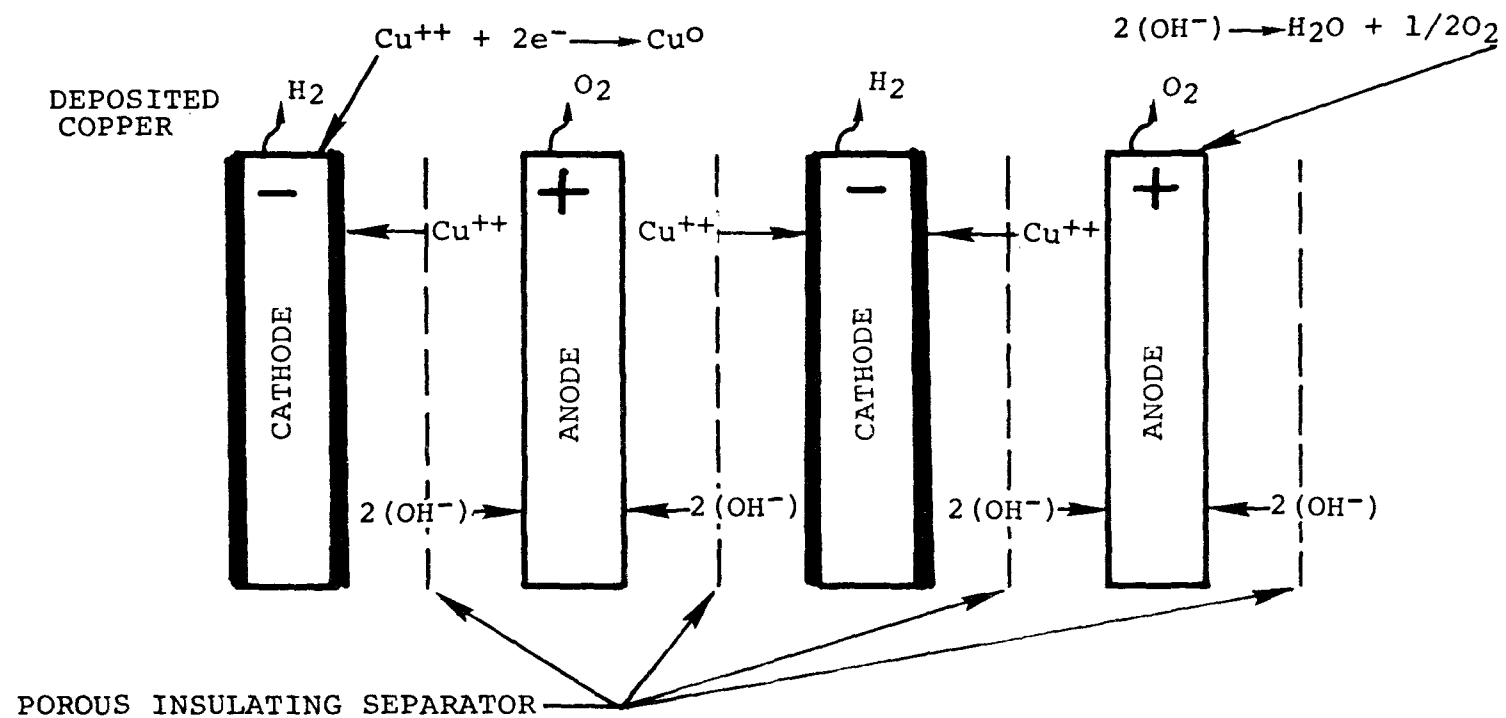 Cu++ + 2e- → Cuo
2(OH-) → H2O + 1/2O2
DEPOSITED
COPPER
H2
O2
H2
O2
−
+
−
+
Cu++
Cu++
Cu++
CATHODE
ANODE
CATHODE
ANODE
2(OH-)
2(OH-)
2(OH-)
2(OH-)
POROUS INSULATING SEPARATOR